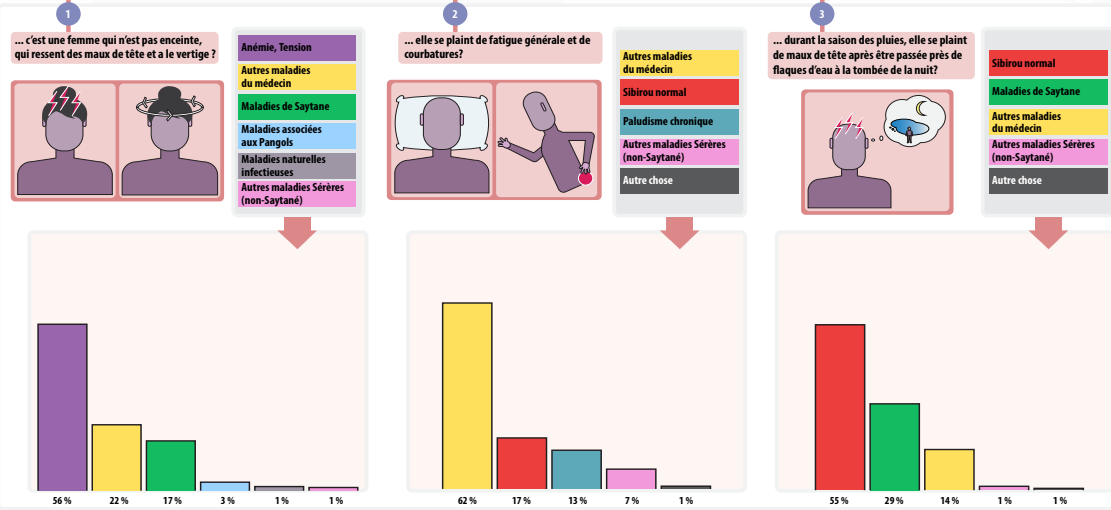 1
... c'est une femme qui n'est pas enceinte,
qui ressent des maux de tête et a le vertige ?
Anémie, Tension
Autres maladies
du médecin
Maladies de Saytane
Maladies associées
aux Pangols
Maladies naturelles
infectieuses
Autres maladies Sérères
(non-Saytané)
56 %
22 %
17 %
3 %
1 %
1 %
2
... elle se plaint de fatigue générale et de
courbatures?
Autres maladies
du médecin
Sibirou normal
Paludisme chronique
Autres maladies Sérères
(non-Saytané)
Autre chose
62 %
17 %
13 %
7 %
1 %
3
... durant la saison des pluies, elle se plaint
de maux de tête après être passée près de
flaques d'eau à la tombée de la nuit?
Sibirou normal
Maladies de Saytane
Autres maladies
du médecin
Autres maladies Sérères
(non-Saytané)
Autre chose
55 %
29 %
14 %
1 %
1 %